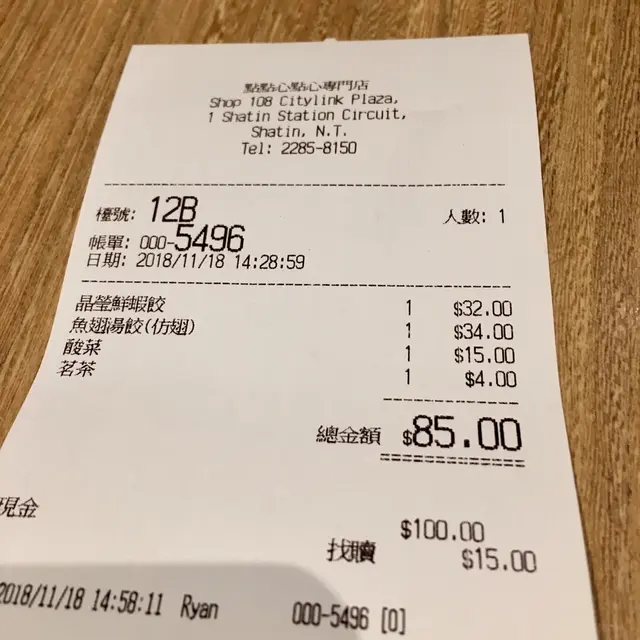 點點心點心專門店
Shop 108 Citylink Plaza,
1 Shatin Station Circuit,
Shatin, N.T.
Tel: 2285-8150
檯號: 12B 人數: 1
帳單: 000-5496
日期: 2018/11/18 14:28:59
晶瑩鮮蝦餃 1 $32.00
魚翅湯餃(仿翅) 1 $34.00
酸菜 1 $15.00
茗茶 1 $4.00
總金額 $85.00
現金 $100.00
找贖 $15.00
2018/11/18 14:58:11 Ryan 000-5496 [0]